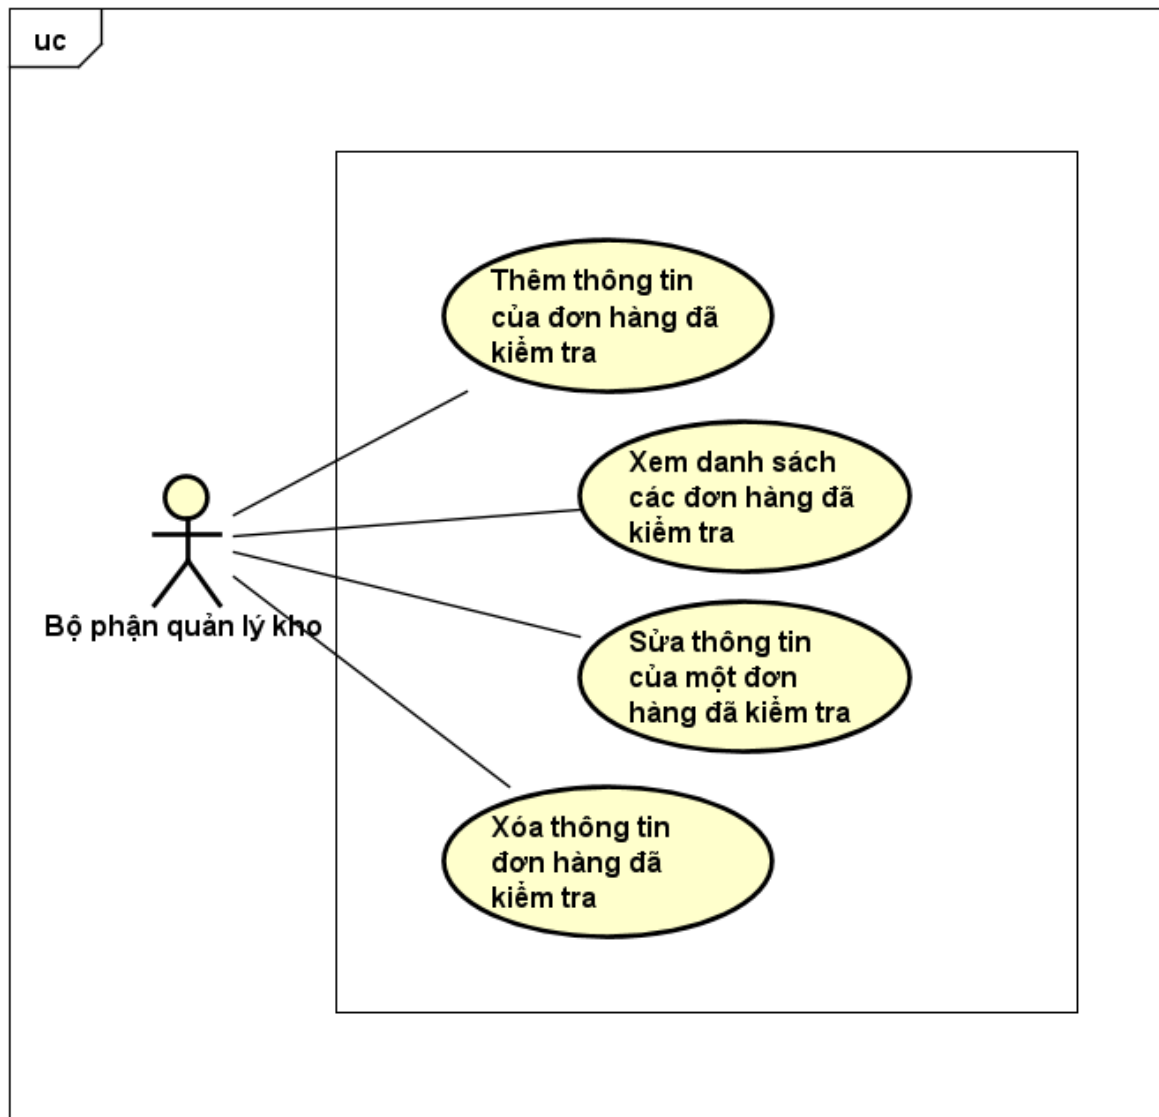 uc
Thêm thông tin
của đơn hàng đã
kiểm tra
Xem danh sách
các đơn hàng đã
kiểm tra
Bộ phận quản lý kho
Sửa thông tin
của một đơn
hàng đã kiểm tra
Xóa thông tin
đơn hàng đã
kiểm tra